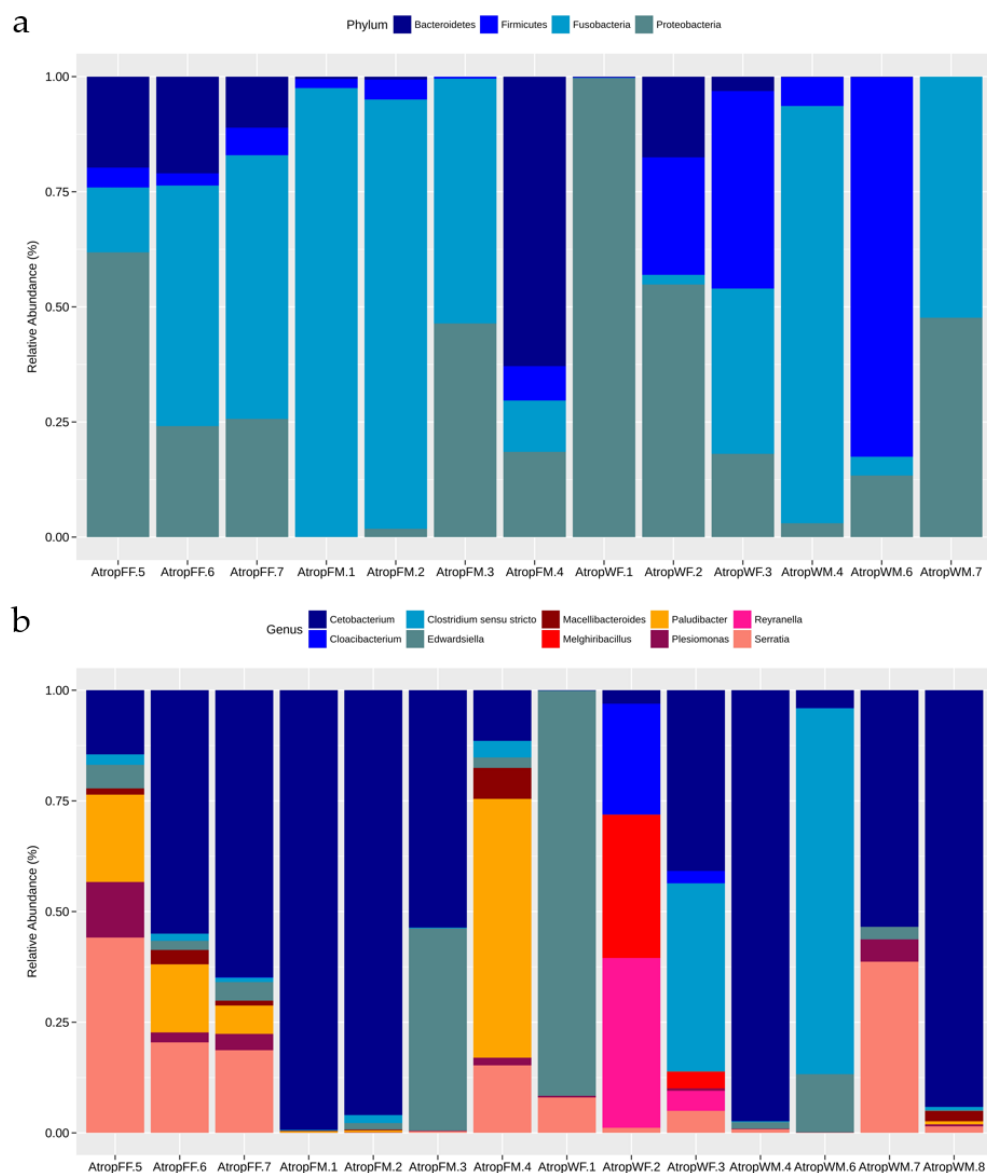 a
Phylum Bacteroidetes Firmicutes Fusobacteria Proteobacteria
1.00
0.75
0.50
0.25
0.00
Relative Abundance (%)
AtropFF.5 AtropFF.6 AtropFF.7 AtropFM.1 AtropFM.2 AtropFM.3 AtropFM.4 AtropWF.1 AtropWF.2 AtropWF.3 AtropWM.4 AtropWM.6 AtropWM.7
b
Genus
Cetobacterium Clostridium sensu stricto Macellibacteroides Paludibacter Reyranella
Cloacibacterium Edwardsiella Melghiribacillus Plesiomonas Serratia
1.00
0.75
0.50
0.25
0.00
Relative Abundance (%)
AtropFF.5 AtropFF.6 AtropFF.7 AtropFM.1 AtropFM.2 AtropFM.3 AtropFM.4 AtropWF.1 AtropWF.2 AtropWF.3 AtropWM.4 AtropWM.6 AtropWM.7 AtropWM.8